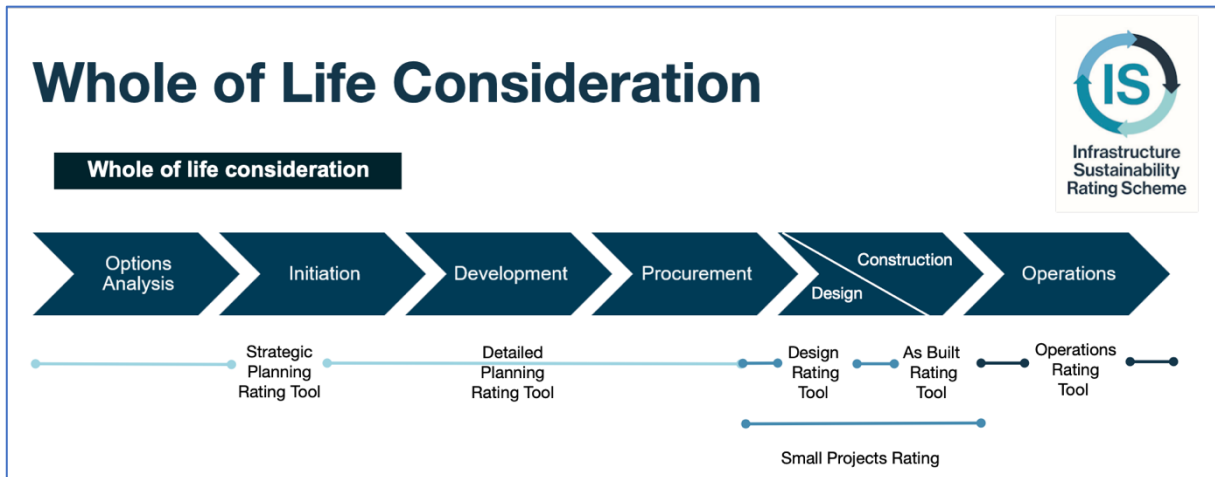 Whole of Life Consideration
IS
Infrastructure
Sustainability
Rating Scheme
Whole of life consideration
Options
Analysis
Initiation
Development
Procurement
Design
Construction
Operations
Strategic
Planning
Rating Tool
Detailed
Planning
Rating Tool
Design
Rating
Tool
As Built
Rating
Tool
Operations
Rating
Tool
Small Projects Rating